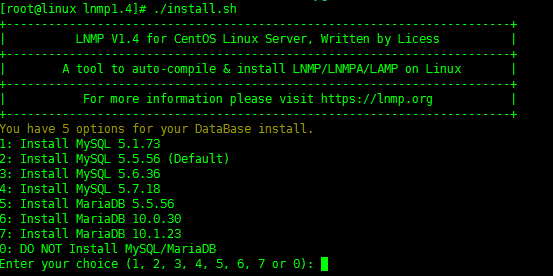 [root@linux lnmp1.4]# ./install.sh
+------------------------------------------------------------------------+
|          LNMP V1.4 for CentOS Linux Server, Written by Licess          |
+------------------------------------------------------------------------+
|        A tool to auto-compile & install LNMP/LNMPA/LAMP on Linux       |
+------------------------------------------------------------------------+
|           For more information please visit https://lnmp.org           |
+------------------------------------------------------------------------+
You have 5 options for your DataBase install.
1: Install MySQL 5.1.73
2: Install MySQL 5.5.56 (Default)
3: Install MySQL 5.6.36
4: Install MySQL 5.7.18
5: Install MariaDB 5.5.56
6: Install MariaDB 10.0.30
7: Install MariaDB 10.1.23
0: DO NOT Install MySQL/MariaDB
Enter your choice (1, 2, 3, 4, 5, 6, 7 or 0):